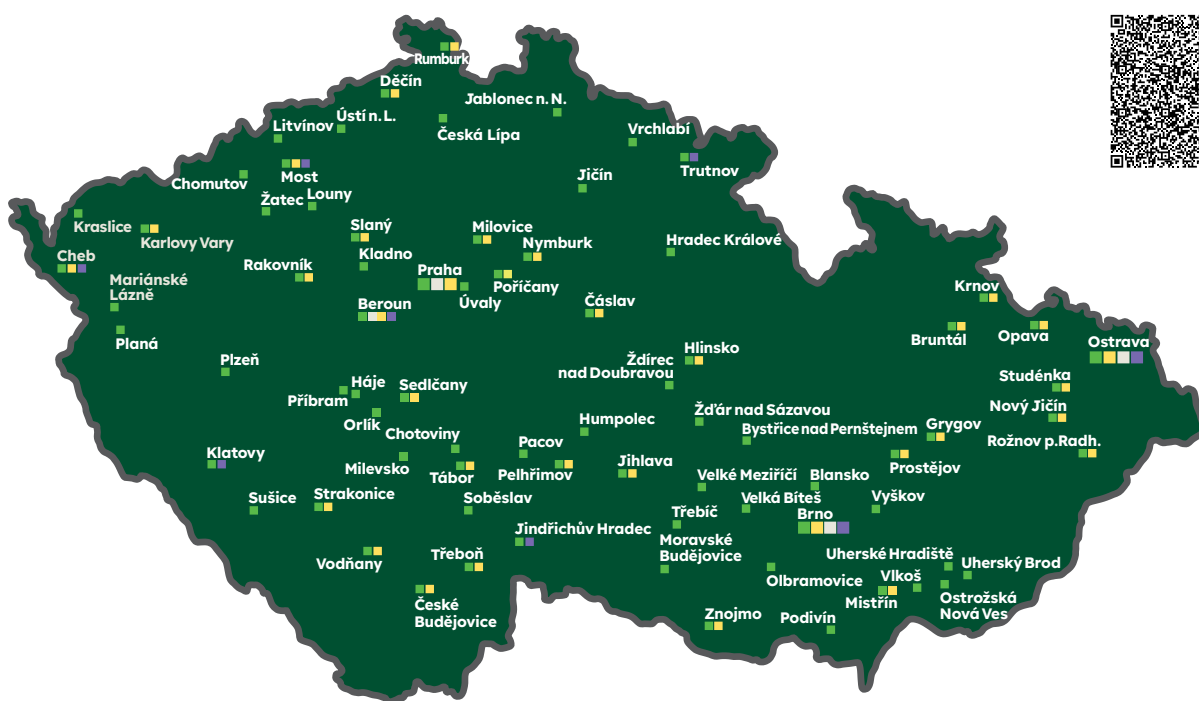 Rumburk
Děčín
Jablonec n. N.
Ústí n. L.
Litvínov
Česká Lípa
Vrchlabí
Most
Trutnov
Chomutov
Jičín
Žatec
Louny
Kraslice
Karlovy Vary
Slaný
Milovice
Nymburk
Hradec Králové
Cheb
Kladno
Rakovník
Praha
Mariánské
Lázně
Poříčany
Krnov
Beroun
Úvaly
Čáslav
Planá
Bruntál
Opava
Ostrava
Hlinsko
Plzeň
Ždírec
nad Doubravou
Studénka
Háje
Sedlčany
Příbram
Nový Jičín
Žďár nad Sázavou
Orlík
Humpolec
Grygov
Bystřice nad Pernštejnem
Chotoviny
Pacov
Rožnov p.Radh.
Klatovy
Milevsko
Jihlava
Prostějov
Tábor
Pelhřimov
Velké Meziříčí
Blansko
Sušice
Strakonice
Soběslav
Velká Bíteš
Vyškov
Třebíč
Brno
Jindřichův Hradec
Moravské
Budějovice
Třeboň
Uherské Hradiště
Vodňany
Uherský Brod
Olbramovice
Vlkoš
Mistřín
Ostrožská
Nová Ves
České
Budějovice
Znojmo
Podivín